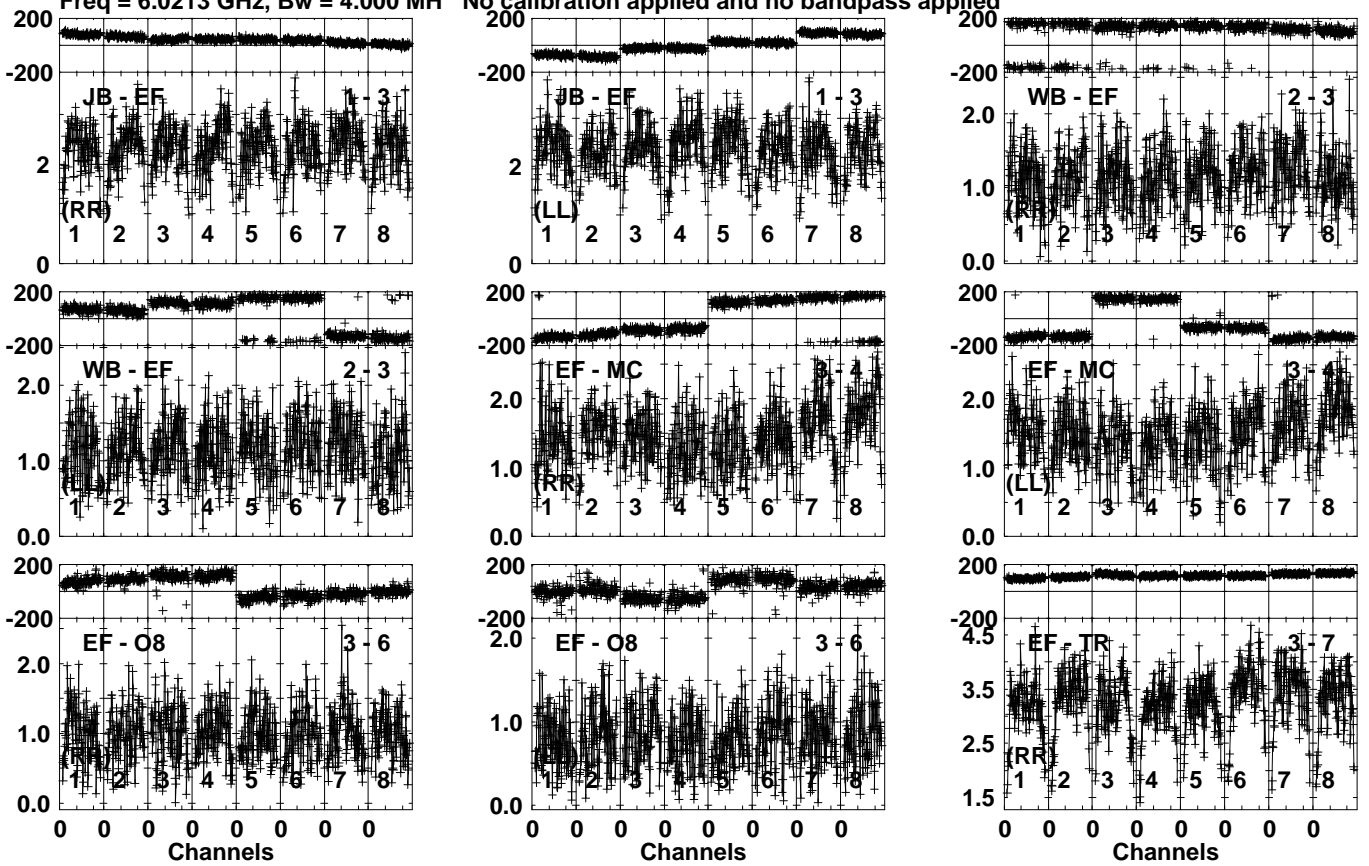 Freq = 6.0213 GHz, Bw = 4.000 MH No calibration applied and no bandpass applied
200 200 200
-200 -200 -200
JB - EF 1 - 3 JB - EF 1 - 3 WB - EF 2 - 3
2.0
2 2
1.0
(RR) (LL) (RR)
1 2 3 4 5 6 7 8 1 2 3 4 5 6 7 8 1 2 3 4 5 6 7 8
0 0 0.0
200 200 200
-200 -200 -200
WB - EF 2 - 3 EF - MC 3 - 4 EF - MC 3 - 4
2.0 2.0 2.0
1.0 1.0 1.0
(LL) (RR) (LL)
1 2 3 4 5 6 7 8 1 2 3 4 5 6 7 8 1 2 3 4 5 6 7 8
0.0 0.0 0.0
200 200 200
-200 -200 -200
EF - O8 3 - 6 EF - O8 3 - 6 EF - TR 3 - 7
2.0 2.0 4.5
3.5
1.0 1.0 2.5
(RR) (LL) (RR)
1 2 3 4 5 6 7 8 1 2 3 4 5 6 7 8 1 2 3 4 5 6 7 8
0.0 0.0 1.5
0 0 0 0 0 0 0 0 0 0 0 0 0 0 0 0 0 0 0 0 0 0 0 0
Channels Channels Channels